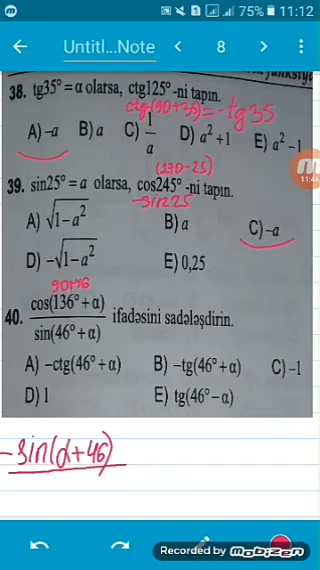 75% 11:12
Untitl...Note 8
38. tg35° = α olarsa, ctg125° -ni tapın.
ctg(90+35)= -tg35
A) -a B) a C) 1/a D) a² + 1 E) a² - 1
11:46
(270-25)
39. sin25° = a olarsa, cos245° -ni tapın.
-sin25
A) √1-a² B) a C) -a
D) -√1-a² E) 0,25
90+46
40. cos(136° + α)/sin(46° + α) ifadəsini sadələşdirin.
A) -ctg(46° + α) B) -tg(46° + α) C) -1
D) 1 E) tg(46° - α)
-sin(α+46)
Recorded by Mobizen